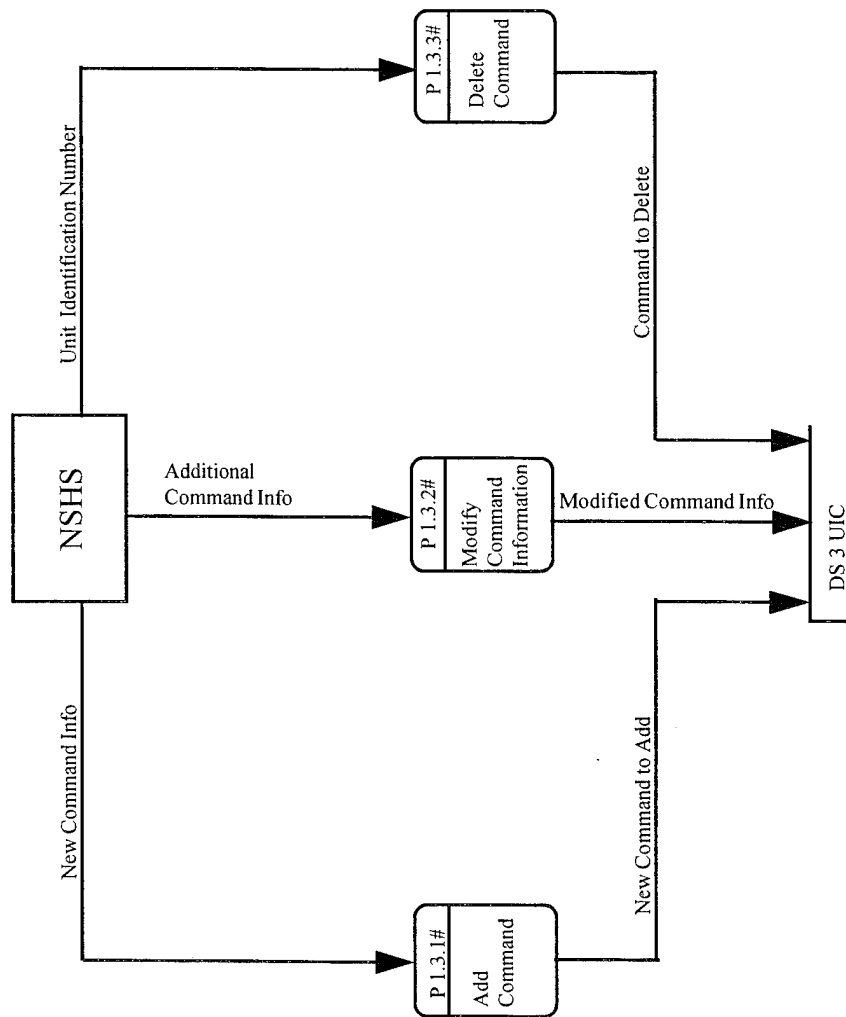 NSHS
New Command Info
Additional
Command Info
Unit Identification Number
P 1.3.1#
Add
Command
P 1.3.2#
Modify
Command
Information
P 1.3.3#
Delete
Command
New Command to Add
Modified Command Info
Command to Delete
DS 3 UIC